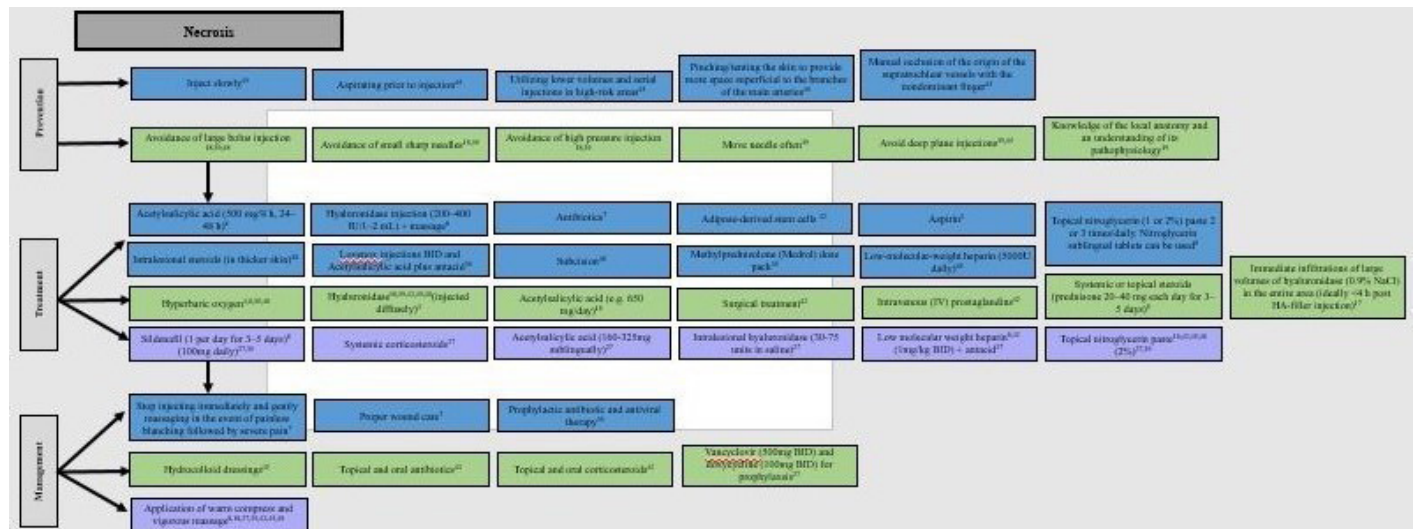 Necrosis
Prevention
Inject slowly
Aspirating prior to injection
Utilizing lower volumes and serial
injections in high-risk areas
Pinching/tenting the skin to provide
more space superficial to the branches
of the main arteries
Manual occlusion of the origin of the
supratrochlear vessels with the
nondominant finger
Avoidance of large bolus injection
Avoidance of small sharp needles
Avoidance of high pressure injection
Move needle often
Avoid deep plane injections
Knowledge of the local anatomy and
an understanding of its
pathophysiology
Treatment
Acetylsalicylic acid (500 mg/ h, 24–
48 h)
Hyaluronidase injection (200–400
IU/1–2 mL) + massage
Antibiotics
Adipose-derived stem cells
Aspirin
Topical nitroglycerin (1 or 2%) paste 2
or 3 times/daily. Nitroglycerin
sublingual tablets can be used
Intralesional steroids (in thicker skin)
Lovenox injections BID and
Acetylsalicylic acid plus antacid
Subcision
Methylprednisolone (Medrol) dose
pack
Low-molecular-weight heparin (5000U
daily)
Hyperbaric oxygen
Hyaluronidase (injected
diffusely)
Acetylsalicylic acid (e.g. 650
mg/day)
Surgical treatment
Intravenous (IV) prostaglandins
Systemic or topical steroids
(prednisone 20–40 mg each day for 3–
5 days)
Immediate infiltrations of large
volumes of hyaluronidase (0.9% NaCl)
in the entire area (ideally <4 h post
HA-filler injection)
Sildenafil (1 per day for 3–5 days)
(100mg daily)
Systemic corticosteroids
Acetylsalicylic acid (160-325mg
sublingually)
Intralesional hyaluronidase (30-75
units in saline)
Low molecular weight heparin
(1mg/kg BID) + antacid
Topical nitroglycerin paste
(2%)
Management
Stop injecting immediately and gently
massaging in the event of painless
blanching followed by severe pain
Proper wound care
Prophylactic antibiotic and antiviral
therapy
Hydrocolloid dressings
Topical and oral antibiotics
Topical and oral corticosteroids
(500mg BID) and
(100mg BID) for
prophylaxis
Application of warm compress and
vigorous massage